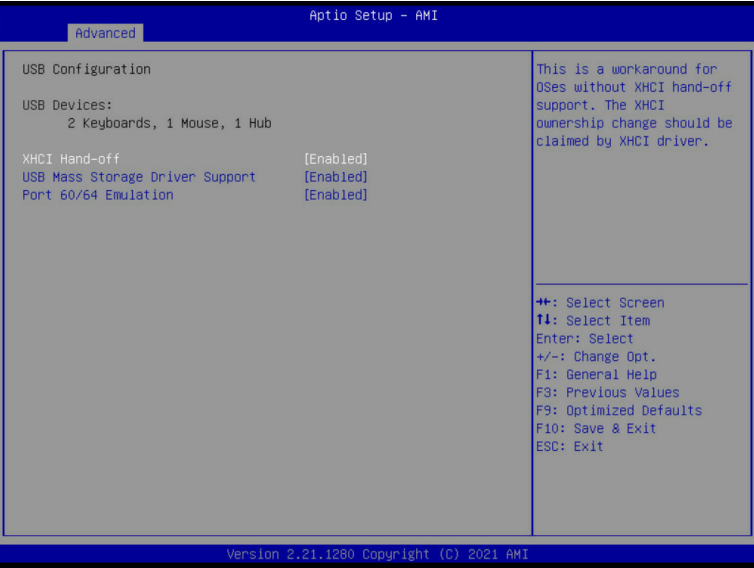 Aptio Setup – AMI
Advanced
USB Configuration
USB Devices:
2 Keyboards, 1 Mouse, 1 Hub
XHCI Hand-off [Enabled]
USB Mass Storage Driver Support [Enabled]
Port 60/64 Emulation [Enabled]
This is a workaround for
OSes without XHCI hand-off
support. The XHCI
ownership change should be
claimed by XHCI driver.
→←: Select Screen
↑↓: Select Item
Enter: Select
+/-: Change Opt.
F1: General Help
F3: Previous Values
F9: Optimized Defaults
F10: Save & Exit
ESC: Exit
Version 2.21.1280 Copyright (C) 2021 AMI